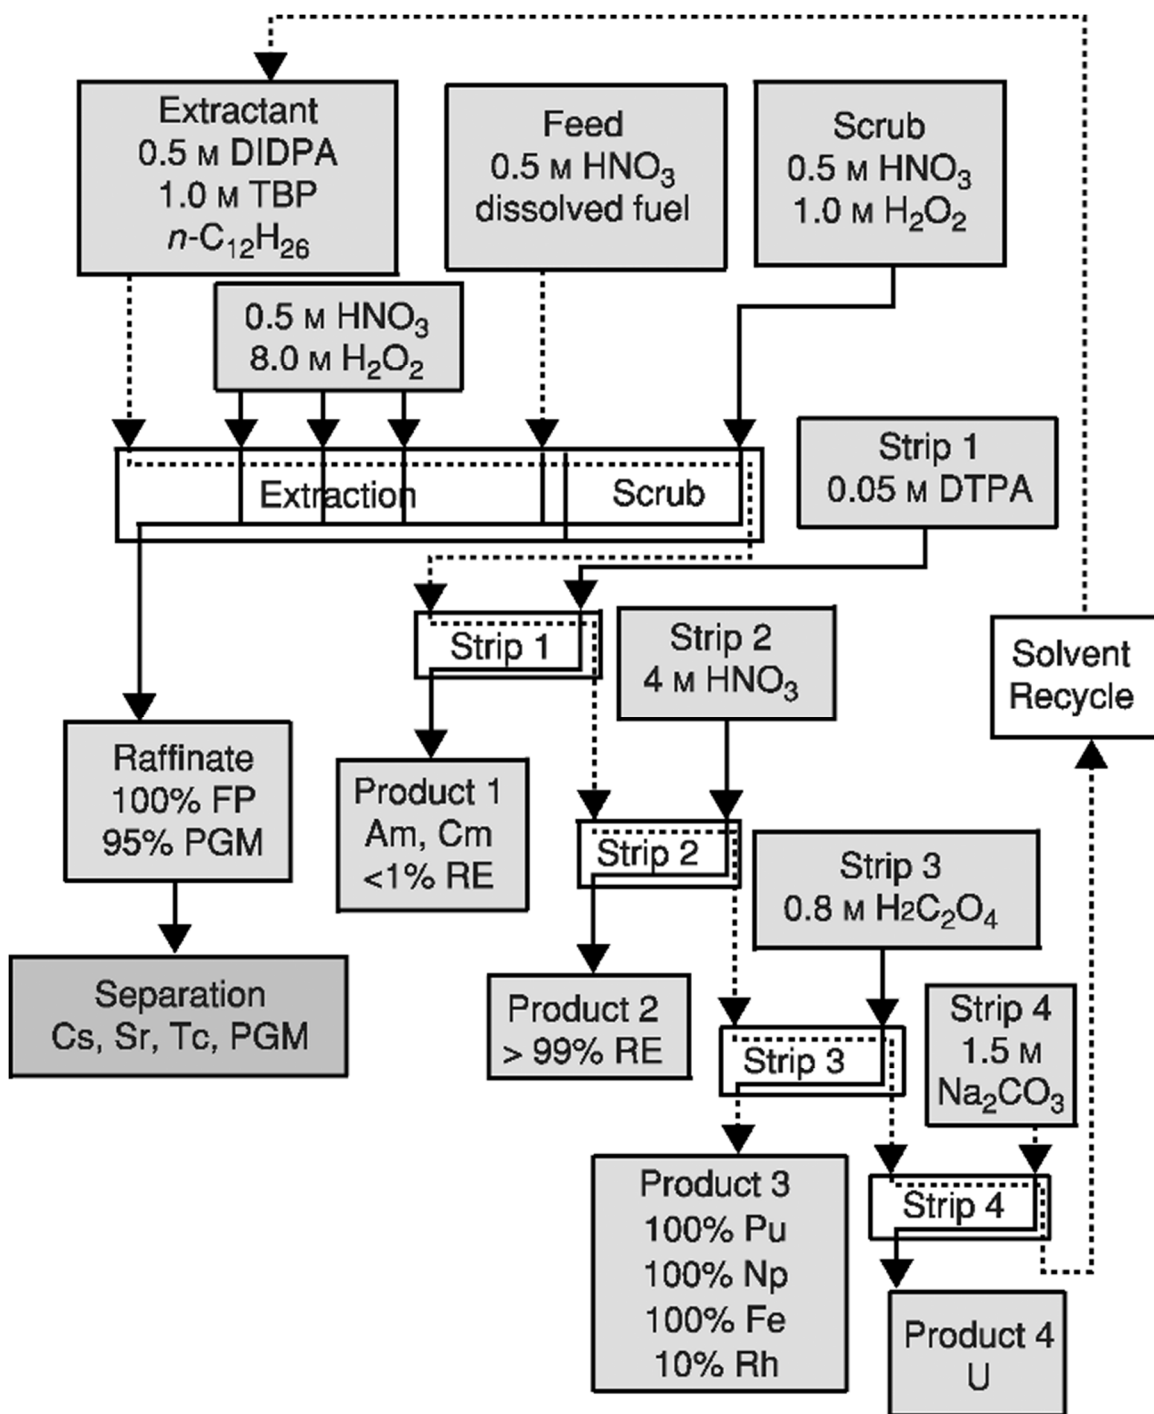 Extractant
0.5 M DIDPA
1.0 M TBP
n-C₁₂H₂₆
Feed
0.5 M HNO₃
dissolved fuel
Scrub
0.5 M HNO₃
1.0 M H₂O₂
0.5 M HNO₃
8.0 M H₂O₂
Extraction
Scrub
Strip 1
0.05 M DTPA
Strip 1
Strip 2
4 M HNO₃
Solvent
Recycle
Raffinate
100% FP
95% PGM
Product 1
Am, Cm
<1% RE
Strip 2
Strip 3
0.8 M H2C₂O₄
Separation
Cs, Sr, Tc, PGM
Product 2
> 99% RE
Strip 3
Strip 4
1.5 M
Na₂CO₃
Product 3
100% Pu
100% Np
100% Fe
10% Rh
Strip 4
Product 4
U